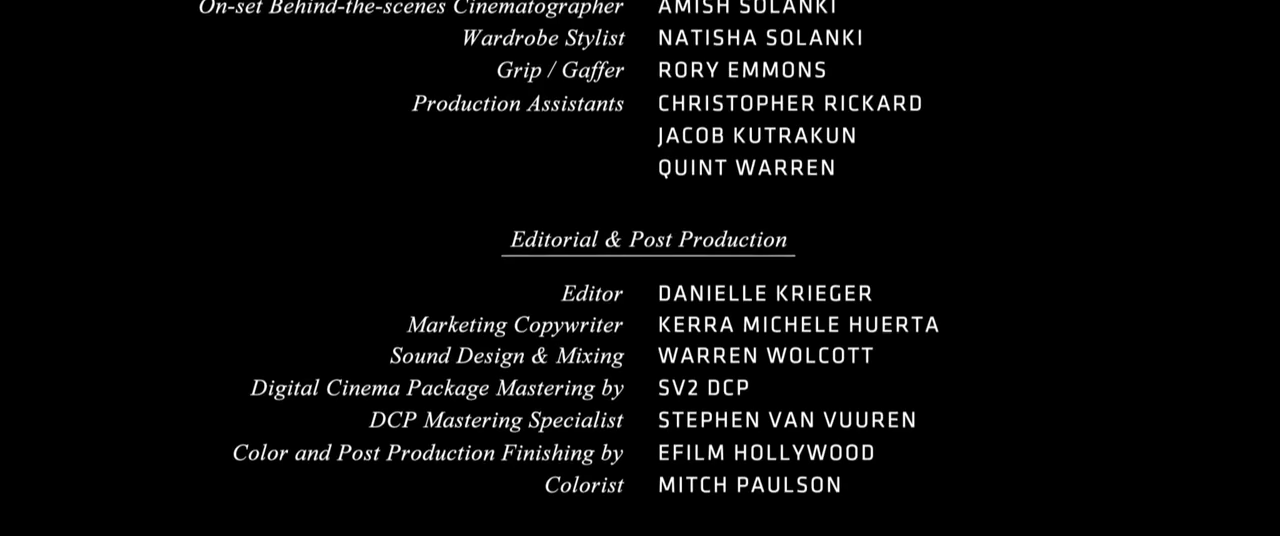 On-set Behind-the-scenes Cinematographer AMISH SOLANKI
Wardrobe Stylist NATISHA SOLANKI
Grip / Gaffer RORY EMMONS
Production Assistants CHRISTOPHER RICKARD
JACOB KUTRAKUN
QUINT WARREN
Editorial & Post Production
Editor DANIELLE KRIEGER
Marketing Copywriter KERRA MICHELE HUERTA
Sound Design & Mixing WARREN WOLCOTT
Digital Cinema Package Mastering by SV2 DCP
DCP Mastering Specialist STEPHEN VAN VUUREN
Color and Post Production Finishing by EFILM HOLLYWOOD
Colorist MITCH PAULSON